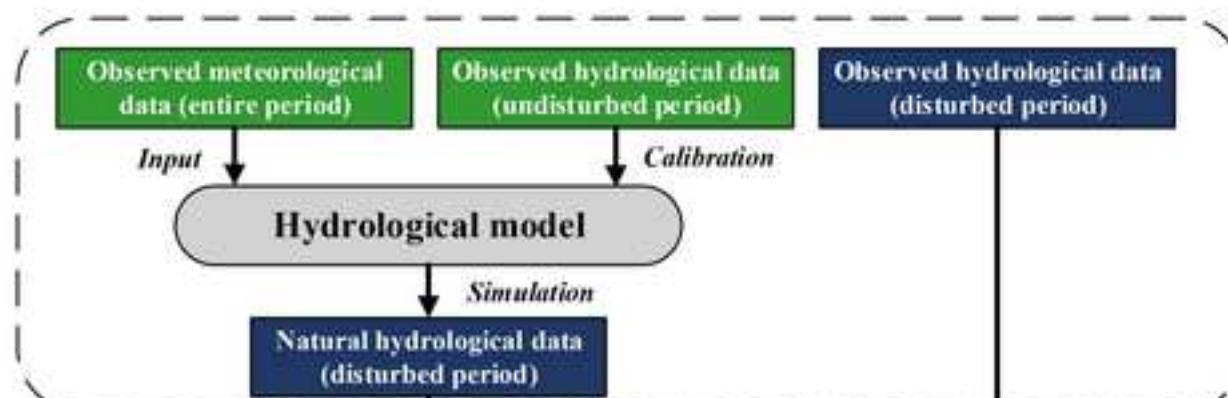 Observed meteorological
data (entire period)
Observed hydrological data
(undisturbed period)
Observed hydrological data
(disturbed period)
Input
Calibration
Hydrological model
Simulation
Natural hydrological data
(disturbed period)